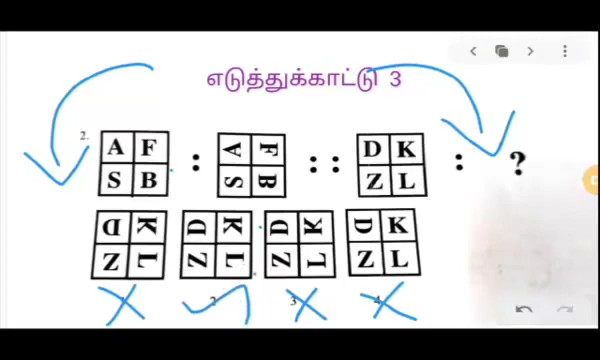 எடுத்துக்காட்டு 3
2. A F : A F :: D K : ?
S B S B Z L
D K D K D K D K
Z L Z L Z L Z L
2 3 4